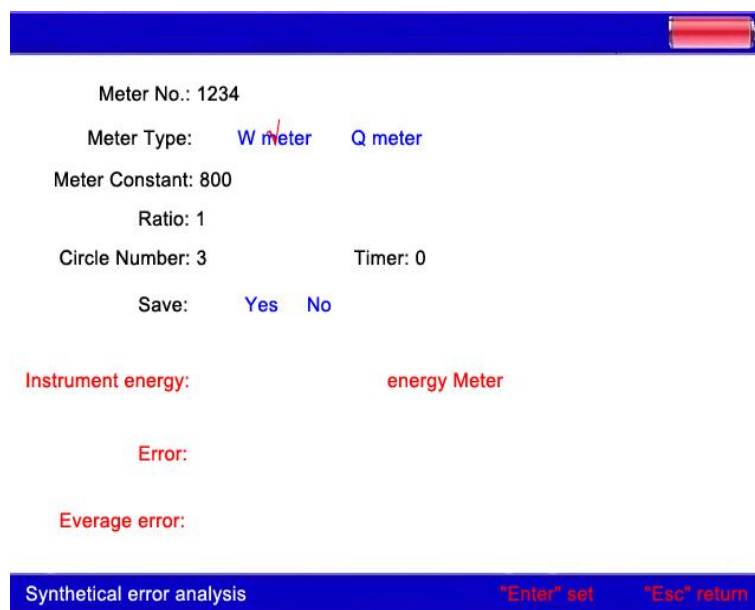 Meter No.: 1234
Meter Type: W meter Q meter
Meter Constant: 800
Ratio: 1
Circle Number: 3 Timer: 0
Save: Yes No
Instrument energy: energy Meter
Error:
Everage error:
Synthetical error analysis "Enter" set "Esc" return